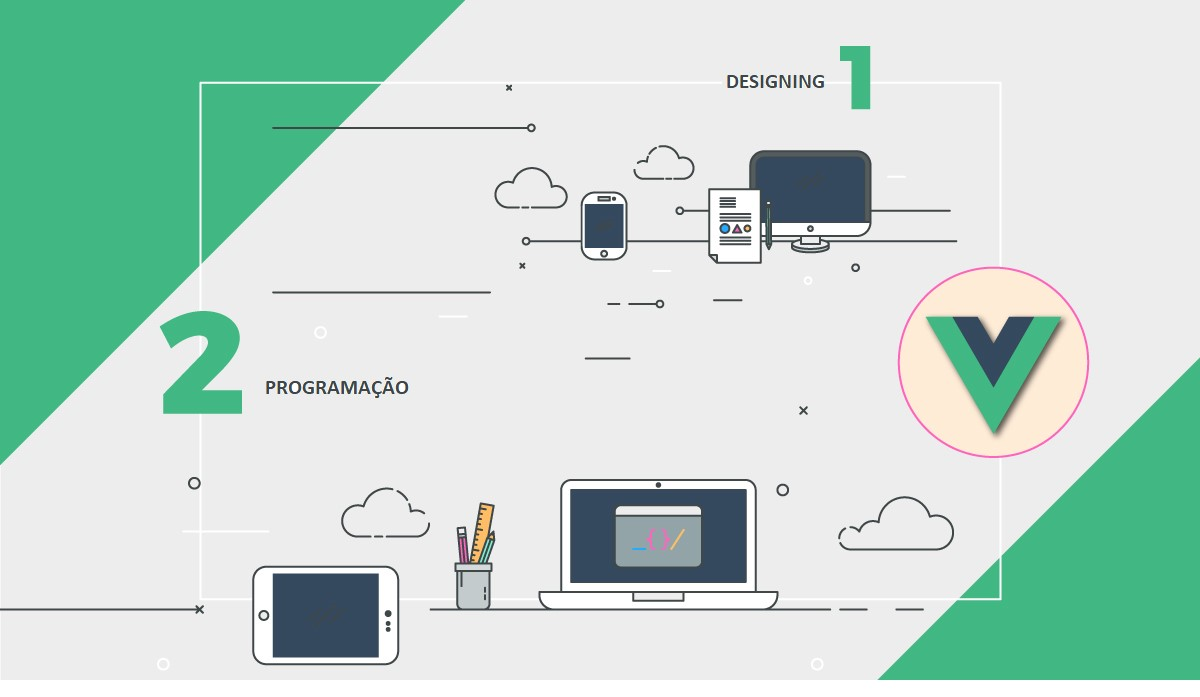 DESIGNING 1
2 PROGRAMAÇÃO
_{}/